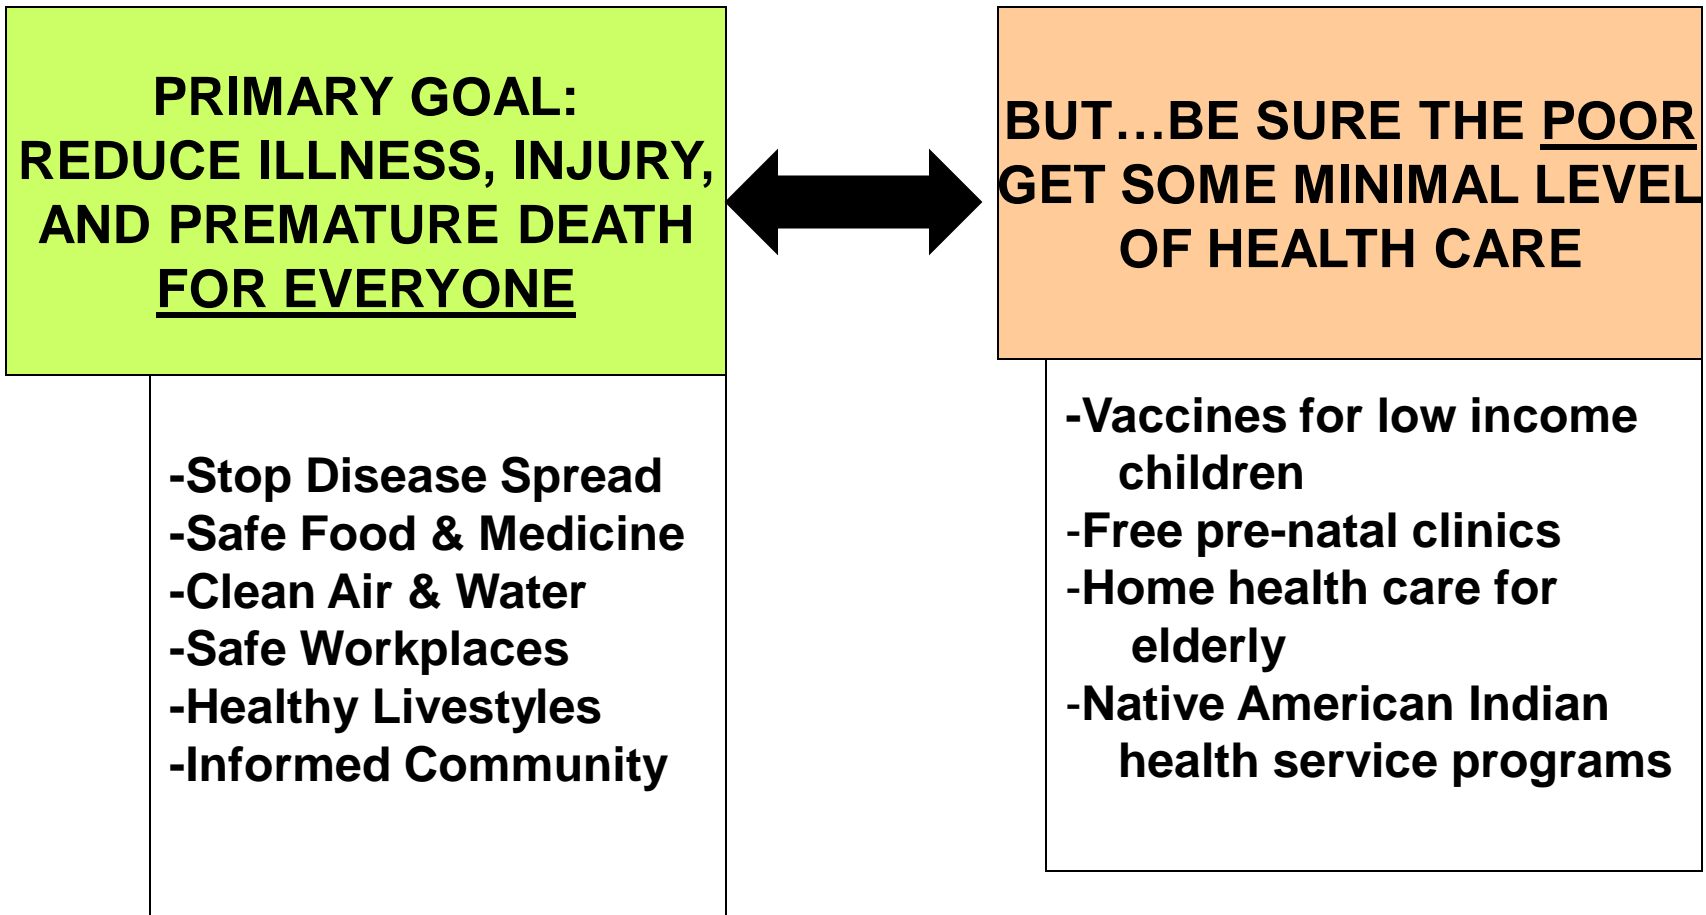 PRIMARY GOAL:
REDUCE ILLNESS, INJURY,
AND PREMATURE DEATH
FOR EVERYONE
-Stop Disease Spread
-Safe Food & Medicine
-Clean Air & Water
-Safe Workplaces
-Healthy Livestyles
-Informed Community
BUT…BE SURE THE POOR
GET SOME MINIMAL LEVEL
OF HEALTH CARE
-Vaccines for low income
children
-Free pre-natal clinics
-Home health care for
elderly
-Native American Indian
health service programs